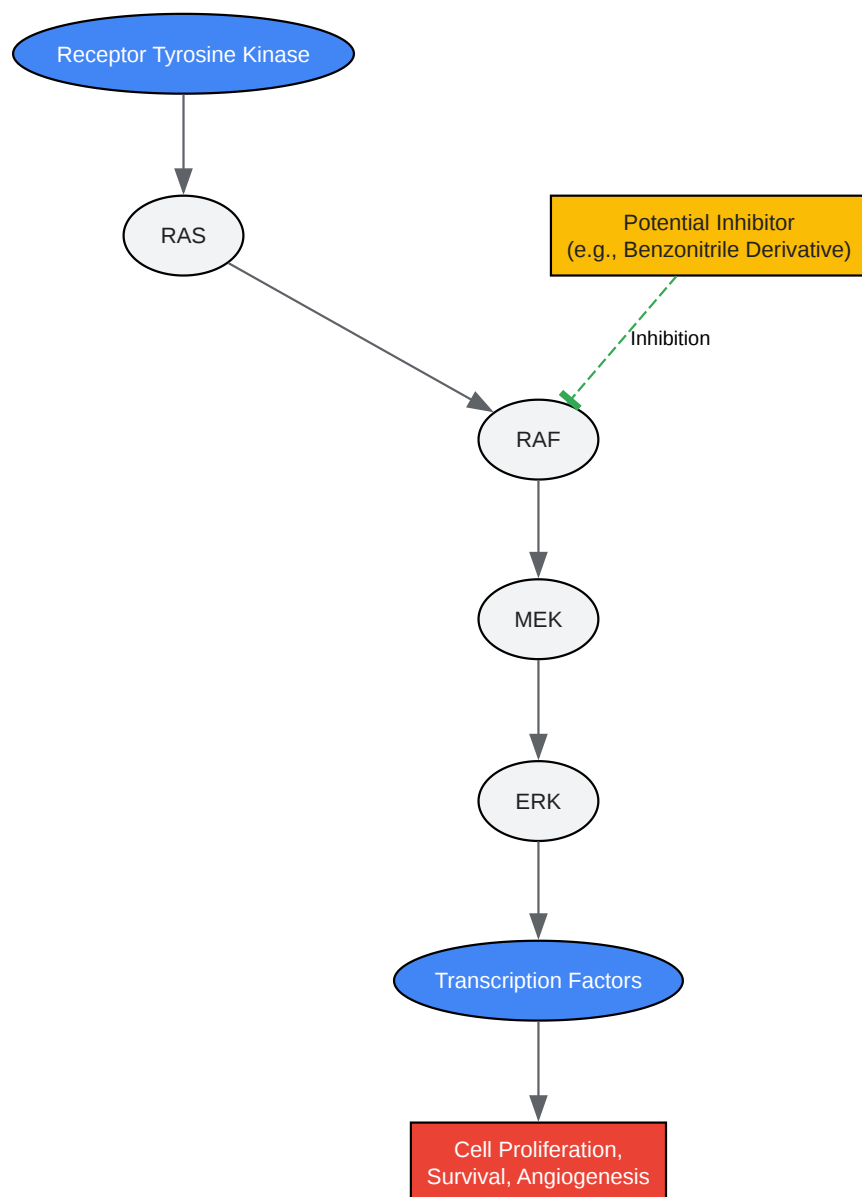 Receptor Tyrosine Kinase
RAS
Potential Inhibitor
(e.g., Benzonitrile Derivative)
Inhibition
RAF
MEK
ERK
Transcription Factors
Cell Proliferation,
Survival, Angiogenesis